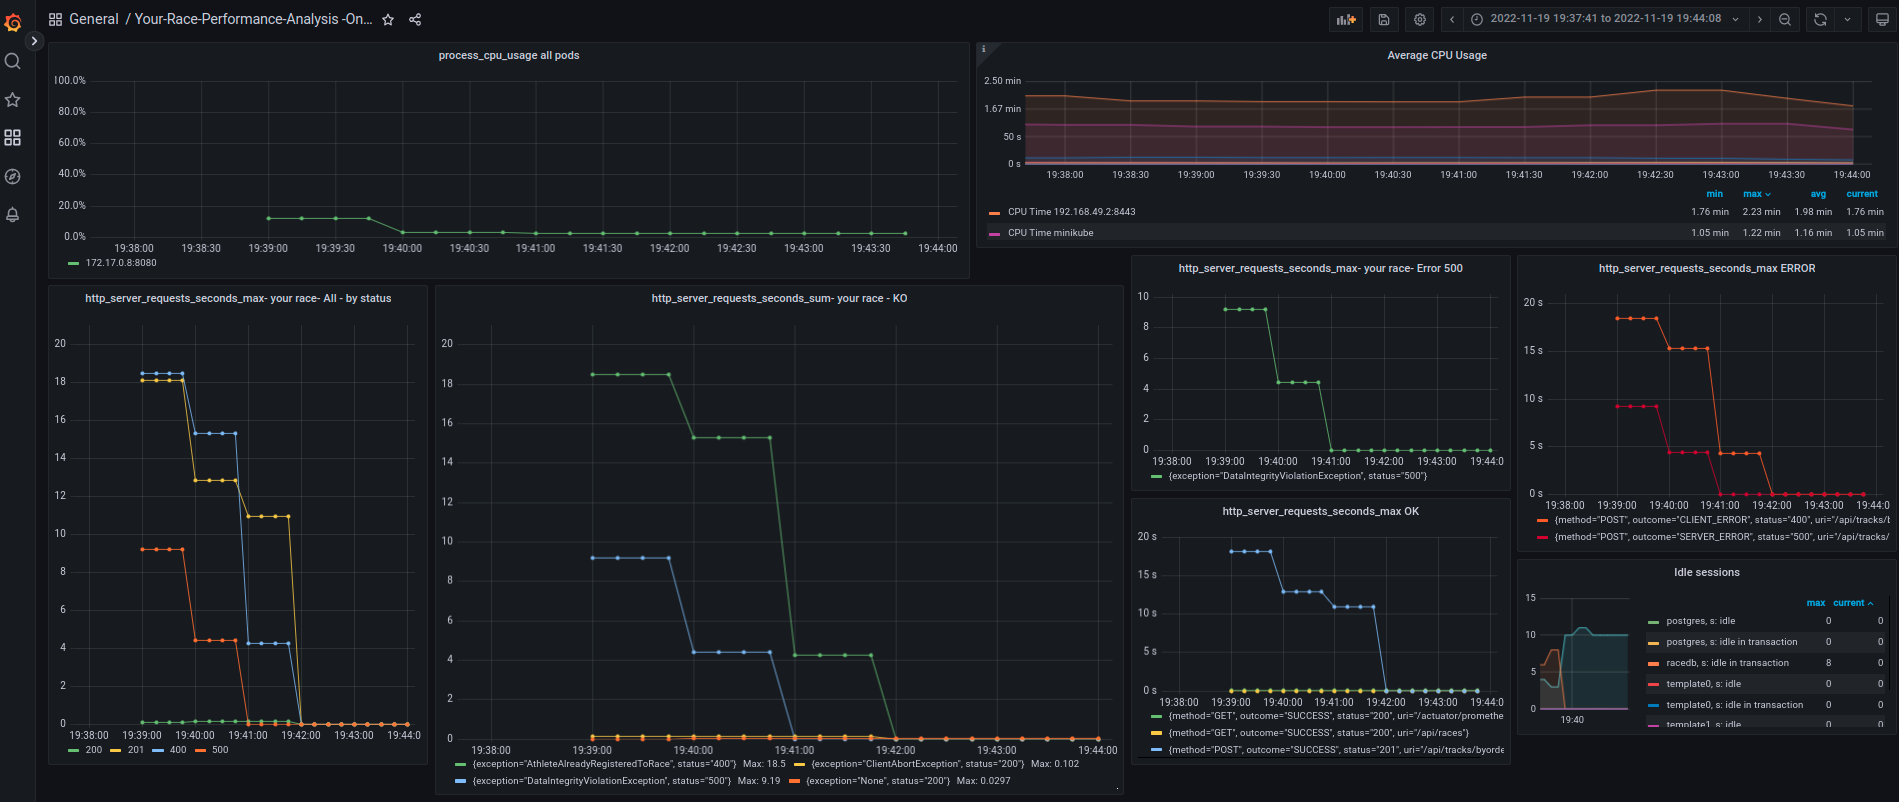 General / Your-Race-Performance-Analysis -On...
2022-11-19 19:37:41 to 2022-11-19 19:44:08
process_cpu_usage all pods
100.0%
80.0%
60.0%
40.0%
20.0%
0.0%
19:38:00 19:38:30 19:39:00 19:39:30 19:40:00 19:40:30 19:41:00 19:41:30 19:42:00 19:42:30 19:43:00 19:43:30 19:44:00
172.17.0.8:8080
i
Average CPU Usage
2.50 min
1.67 min
50 s
0 s
19:38:00 19:38:30 19:39:00 19:39:30 19:40:00 19:40:30 19:41:00 19:41:30 19:42:00 19:42:30 19:43:00 19:43:30 19:44:00
min max avg current
CPU Time 192.168.49.2:8443 1.76 min 2.23 min 1.98 min 1.76 min
CPU Time minikube 1.05 min 1.22 min 1.16 min 1.05 min
http_server_requests_seconds_max- your race- All - by status
20
18
16
14
12
10
8
6
4
2
0
19:38:00 19:39:00 19:40:00 19:41:00 19:42:00 19:43:00 19:44:0
200 201 400 500
http_server_requests_seconds_sum- your race - KO
20
18
16
14
12
10
8
6
4
2
0
19:38:00 19:39:00 19:40:00 19:41:00 19:42:00 19:43:00 19:44:00
{exception="AthleteAlreadyRegisteredToRace", status="400"} Max: 18.5 {exception="ClientAbortException", status="200"} Max: 0.102
{exception="DataIntegrityViolationException", status="500"} Max: 9.19 {exception="None", status="200"} Max: 0.0297
http_server_requests_seconds_max- your race- Error 500
10
8
6
4
2
0
19:38:00 19:39:00 19:40:00 19:41:00 19:42:00 19:43:00 19:44:0
{exception="DataIntegrityViolationException", status="500"}
http_server_requests_seconds_max OK
20 s
15 s
10 s
5 s
0 s
19:38:00 19:39:00 19:40:00 19:41:00 19:42:00 19:43:00 19:44:0
{method="GET", outcome="SUCCESS", status="200", uri="/actuator/promethe
{method="GET", outcome="SUCCESS", status="200", uri="/api/races"}
{method="POST", outcome="SUCCESS", status="201", uri="/api/tracks/byorde
http_server_requests_seconds_max ERROR
20 s
15 s
10 s
5 s
0 s
19:38:00 19:39:00 19:40:00 19:41:00 19:42:00 19:43:00 19:44:0
{method="POST", outcome="CLIENT_ERROR", status="400", uri="/api/tracks/b
{method="POST", outcome="SERVER_ERROR", status="500", uri="/api/tracks/
Idle sessions
15
10
5
0
19:40
max current
postgres, s: idle 0 0
postgres, s: idle in transaction 0 0
racedb, s: idle in transaction 8 0
template0, s: idle 0 0
template0, s: idle in transaction 0 0
template1, s: idle 0 0